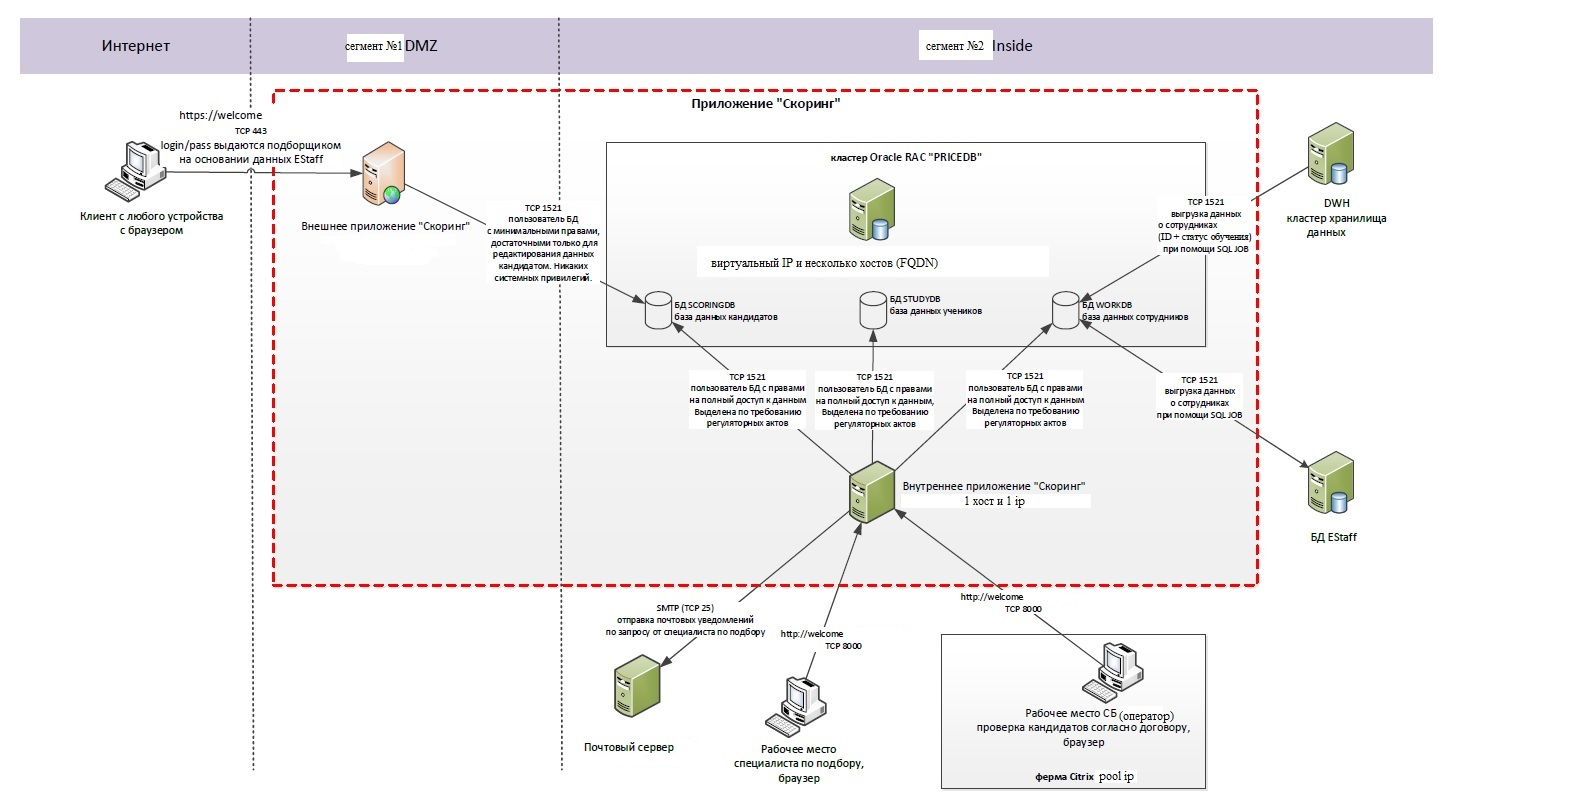 Интернет
сегмент №1 DMZ
сегмент №2 Inside
Приложение "Скоринг"
https://welcome
TCP 443
login/pass выдаются подборщиком
на основании данных EStaff
Клиент с любого устройства
с браузером
Внешнее приложение "Скоринг"
TCP 1521
пользователь БД
с минимальными правами,
достаточными только для
редактирования данных
кандидатом. Никаких
системных привилегий.
кластер Oracle RAC "PRICEDB"
виртуальный IP и несколько хостов (FQDN)
БД SCORINGDB
база данных кандидатов
БД STUDYDB
база данных учеников
БД WORKDB
база данных сотрудников
TCP 1521
выгрузка данных
о сотрудниках
(ID + статус обучения)
при помощи SQL JOB
DWH
кластер хранилища
данных
TCP 1521
пользователь БД с правами
на полный доступ к данным
Выделена по требованию
регуляторных актов
TCP 1521
пользователь БД с правами
на полный доступ к данным,
Выделена по требованию
регуляторных актов
TCP 1521
пользователь БД с правами
на полный доступ к данным
Выделена по требованию
регуляторных актов
TCP 1521
выгрузка данных
о сотрудниках
при помощи SQL JOB
Внутреннее приложение "Скоринг"
1 хост и 1 ip
БД EStaff
SMTP (TCP 25)
отправка почтовых уведомлений
по запросу от специалиста по подбору
http://welcome
TCP 8000
http://welcome
TCP 8000
Почтовый сервер
Рабочее место
специалиста по подбору,
браузер
Рабочее место СБ (оператор)
проверка кандидатов согласно договору,
браузер
ферма Citrix pool ip